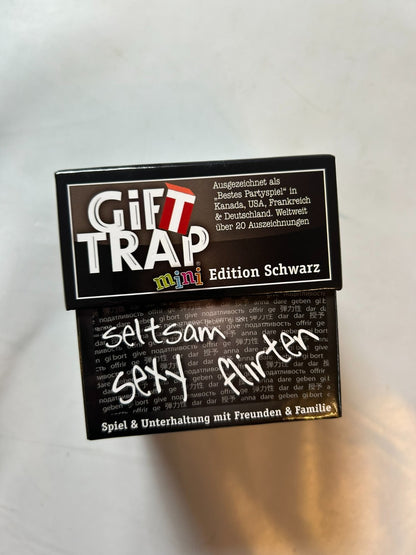 GiFT
TRAP
mini
Ausgezeichnet als
„Bestes Partyspiel" in
Kanada, USA, Frankreich
& Deutschland. Weltweit
über 20 Auszeichnungen
Edition Schwarz
seltsam
sexy flirten
Spiel & Unterhaltung mit Freunden & Familie